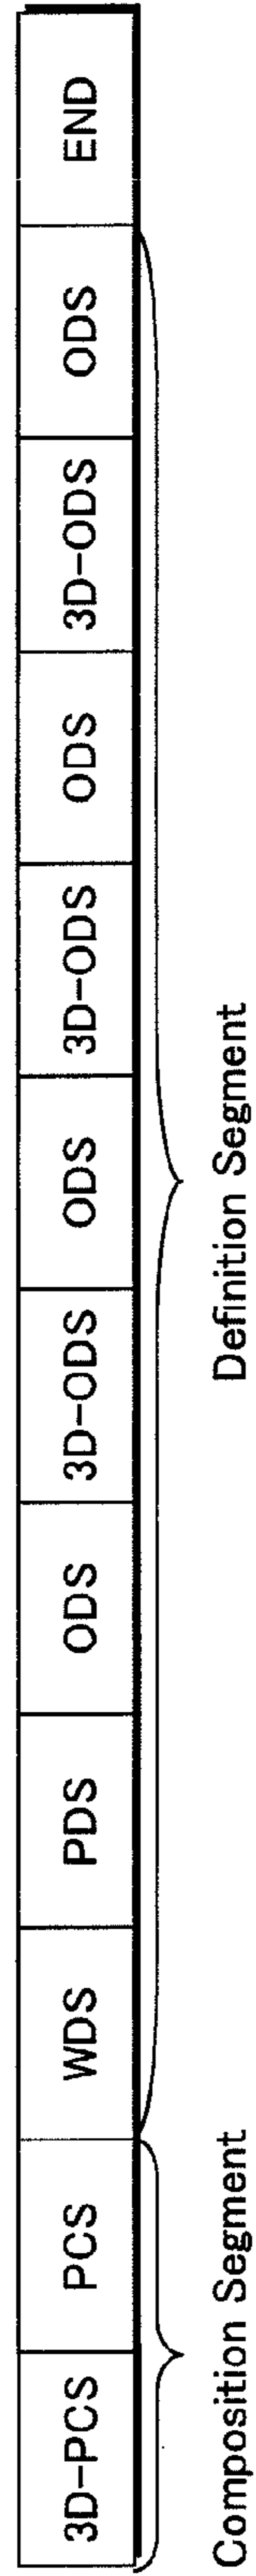 3D-PCS
PCS
WDS
PDS
ODS
3D-ODS
ODS
3D-ODS
ODS
3D-ODS
ODS
END
Composition Segment
Definition Segment